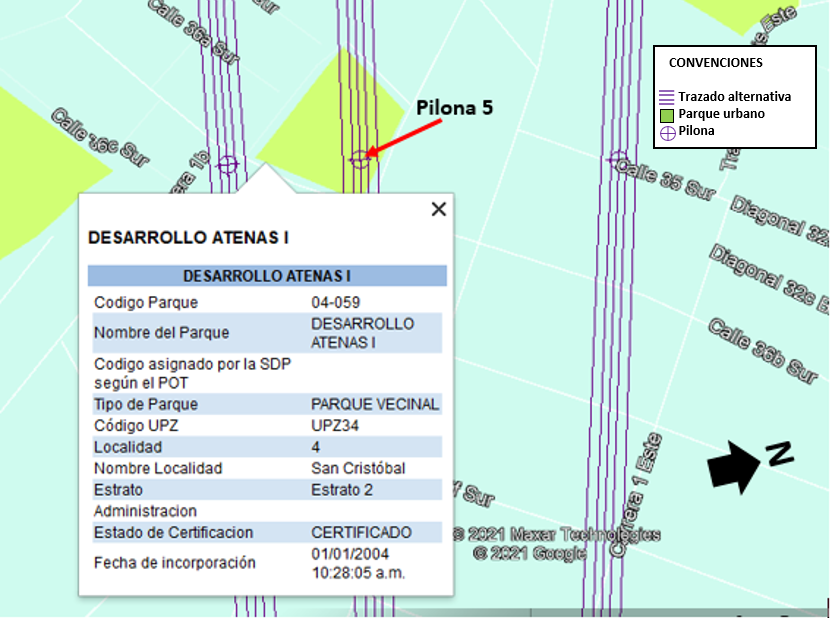 Calle 36a Sur
Sur
Este
CONVENCIONES
Trazado alternativa
Parque urbano
Pilona
Pilona 5
Calle 36c Sur
Calle 35 Sur
Diagonal 32
Diagonal 32c B
Calle 36b Sur
DESARROLLO ATENAS I
DESARROLLO ATENAS I
Codigo Parque 04-059
Nombre del Parque DESARROLLO
ATENAS I
Codigo asignado por la SDP
según el POT
Tipo de Parque PARQUE VECINAL
Código UPZ UPZ34
Localidad 4
Nombre Localidad San Cristóbal
Estrato Estrato 2
Administracion
Estado de Certificacion CERTIFICADO
Fecha de incorporación 01/01/2004
10:28:05 a.m.
N
Sur
Carrera 1 Este
© 2021 Maxar Technologies
© 2021 Google